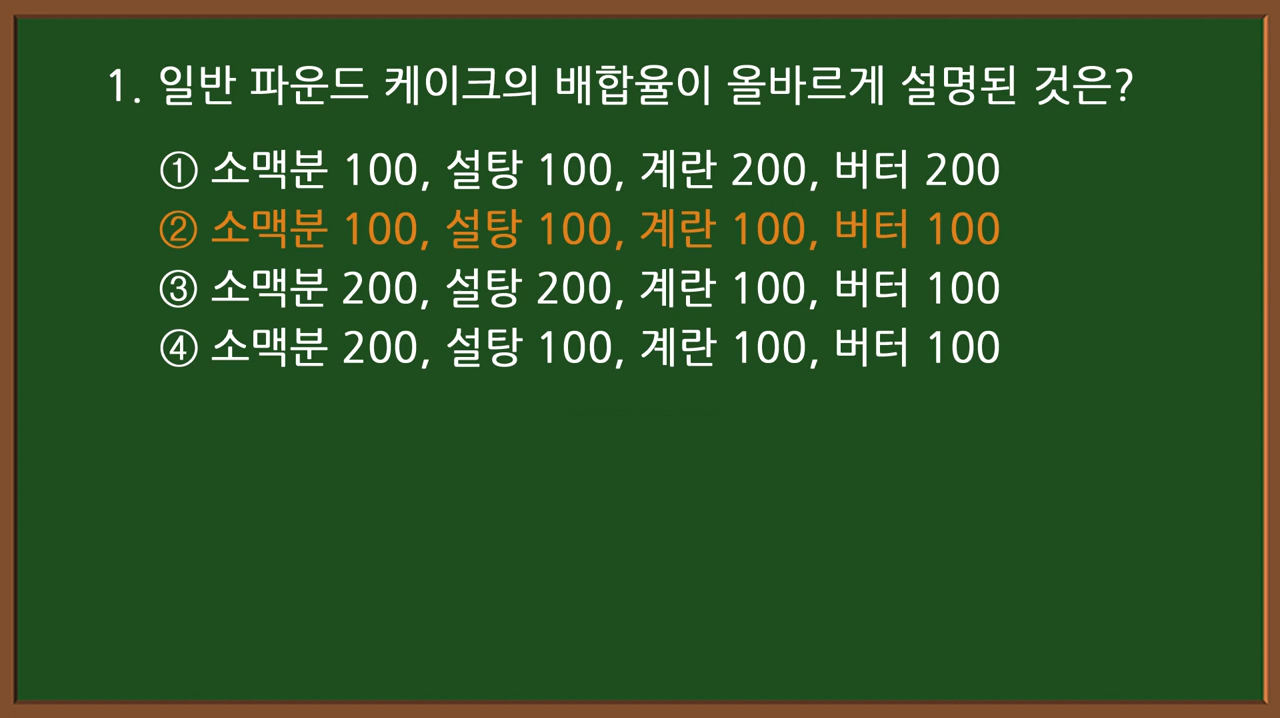 1. 일반 파운드 케이크의 배합율이 올바르게 설명된 것은?
① 소맥분 100, 설탕 100, 계란 200, 버터 200
② 소맥분 100, 설탕 100, 계란 100, 버터 100
③ 소맥분 200, 설탕 200, 계란 100, 버터 100
④ 소맥분 200, 설탕 100, 계란 100, 버터 100